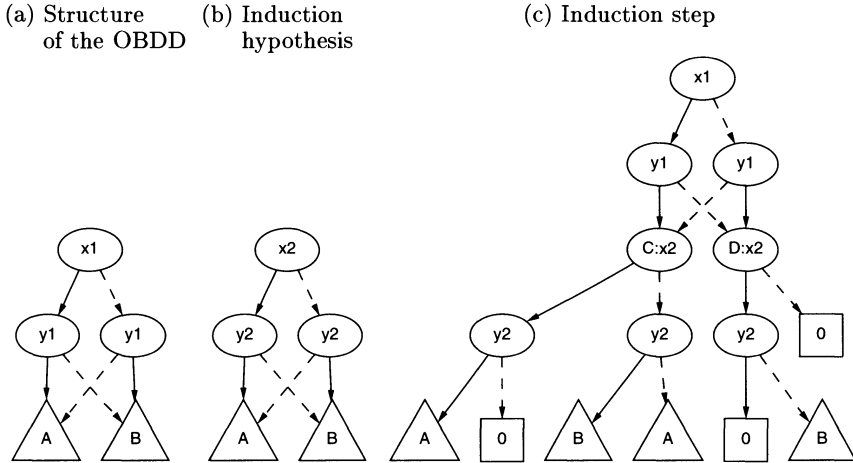 (a) Structure of the OBDD
(b) Induction hypothesis
(c) Induction step
x1
y1 y1
x1 x2 C:x2 D:x2
y1 y1 y2 y2 y2 y2 y2 0
A B A B A 0 B A 0 B